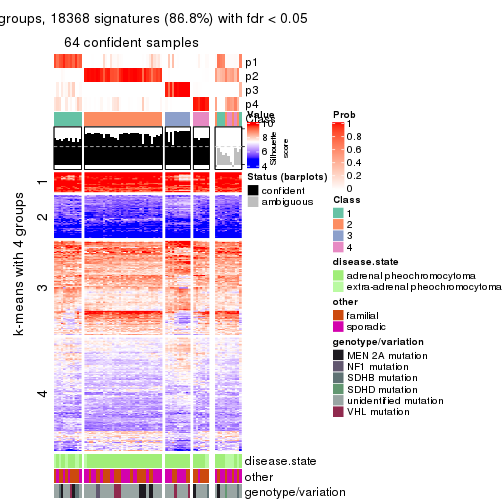 groups, 18368 signatures (86.8%) with fdr < 0.05
64 confident samples
p1
p2
p3
p4
Class
Value
10
8
6
4
Silhouette
score
Status (barplots)
confident
ambiguous
Prob
1
0.8
0.6
0.4
0.2
0
Class
1
2
3
4
disease.state
adrenal pheochromocytoma
extra-adrenal pheochromocytoma
other
familial
sporadic
genotype/variation
MEN 2A mutation
NF1 mutation
SDHB mutation
SDHD mutation
unidentified mutation
VHL mutation
k-means with 4 groups
1
2
3
4
disease.state
other
genotype/variation